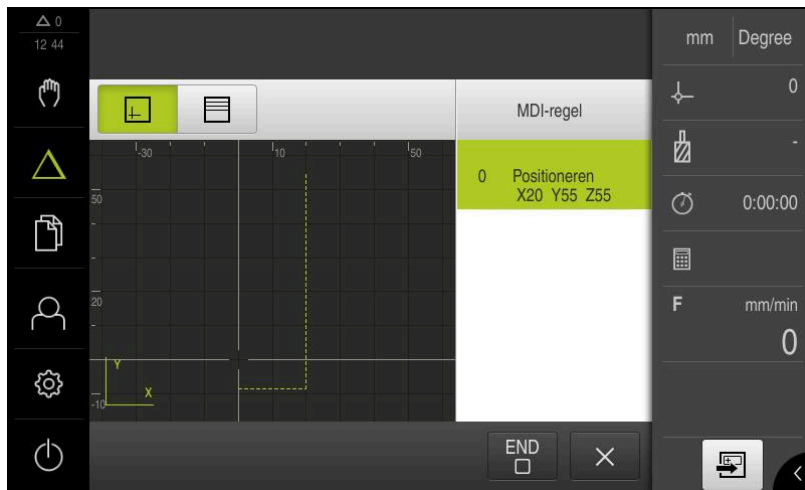 0
12 44
mm Degree
0
-
0:00:00
F mm/min
0
MDI-regel
0 Positioneren
X20 Y55 Z55
-30 10 50
50
20
-10
Y
X
END